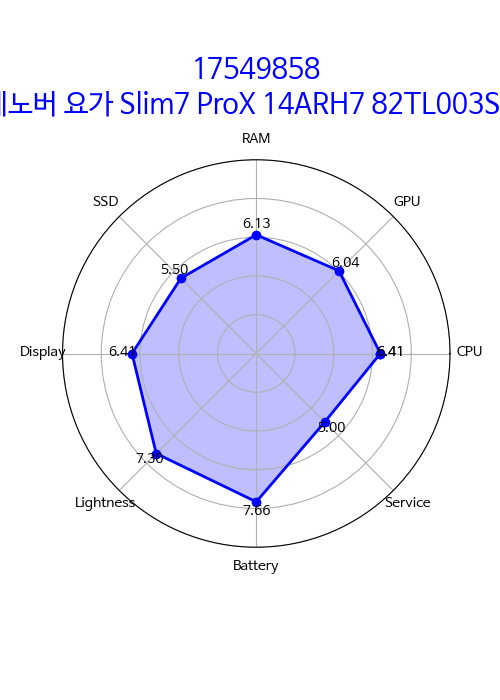 17549858
노버 요가 Slim7 ProX 14ARH7 82TL003S
RAM
SSD
GPU
6.13
6.04
5.50
Display
6.41
6.41
CPU
5.00
7.30
Lightness
7.66
Service
Battery